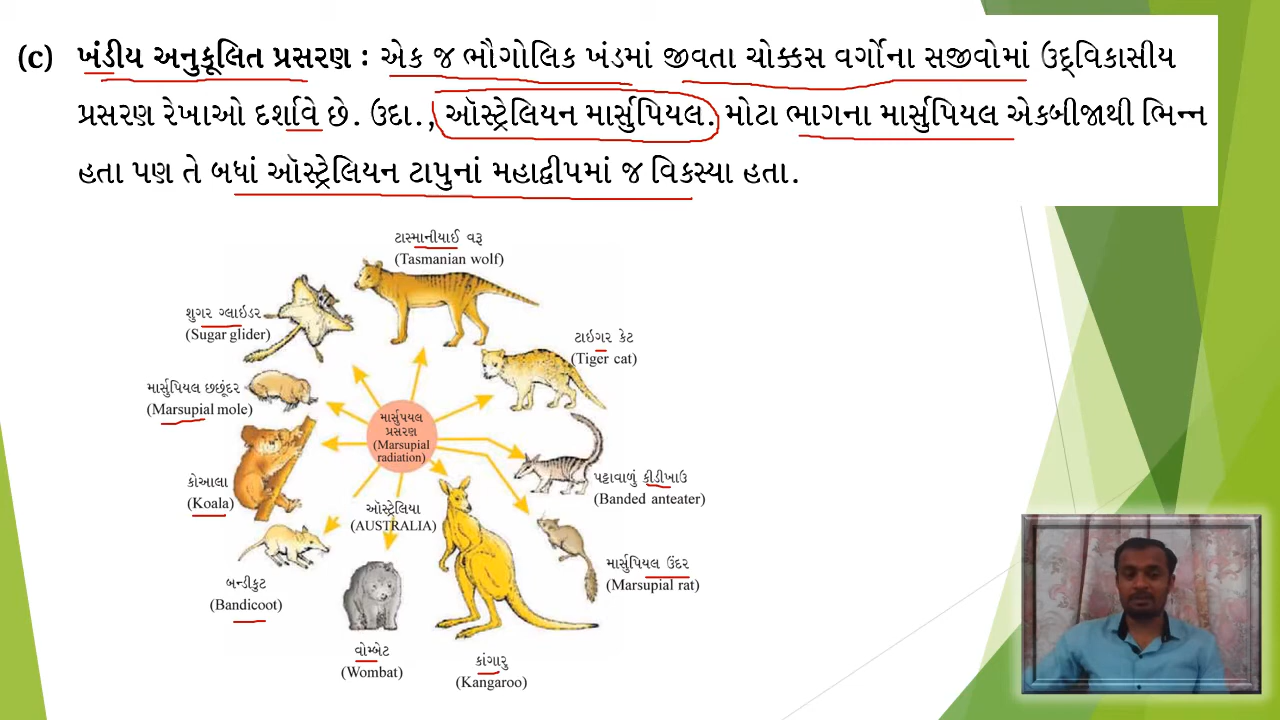 (c) ખંડીય અનુકૂલિત પ્રસરણ : એક જ ભૌગોલિક ખંડમાં જીવતા ચોક્કસ વર્ગોના સજીવોમાં ઉદ્‌વિકાસીય
પ્રસરણ રેખાઓ દર્શાવે છે. ઉદા., ઑસ્ટ્રેલિયન માર્સુપિયલ. મોટા ભાગના માર્સુપિયલ એકબીજાથી ભિન્ન
હતા પણ તે બધાં ઑસ્ટ્રેલિયન ટાપુનાં મહાદ્વીપમાં જ વિકસ્યા હતા.
ટાસ્માનીયાઈ વરૂ
(Tasmanian wolf)
શુગર ગ્લાઇડર
(Sugar glider)
ટાઇગર કેટ
(Tiger cat)
માર્સુપિયલ છછૂંદર
(Marsupial mole)
માર્સુપયલ
પ્રસરણ
(Marsupial
radiation)
કોઆલા
(Koala)
પટ્ટાવાળું કીડીખાઉ
(Banded anteater)
ઑસ્ટ્રેલિયા
(AUSTRALIA)
માર્સુપિયલ ઉંદર
(Marsupial rat)
બન્ડીકુટ
(Bandicoot)
વોમ્બેટ
(Wombat)
કાંગારુ
(Kangaroo)